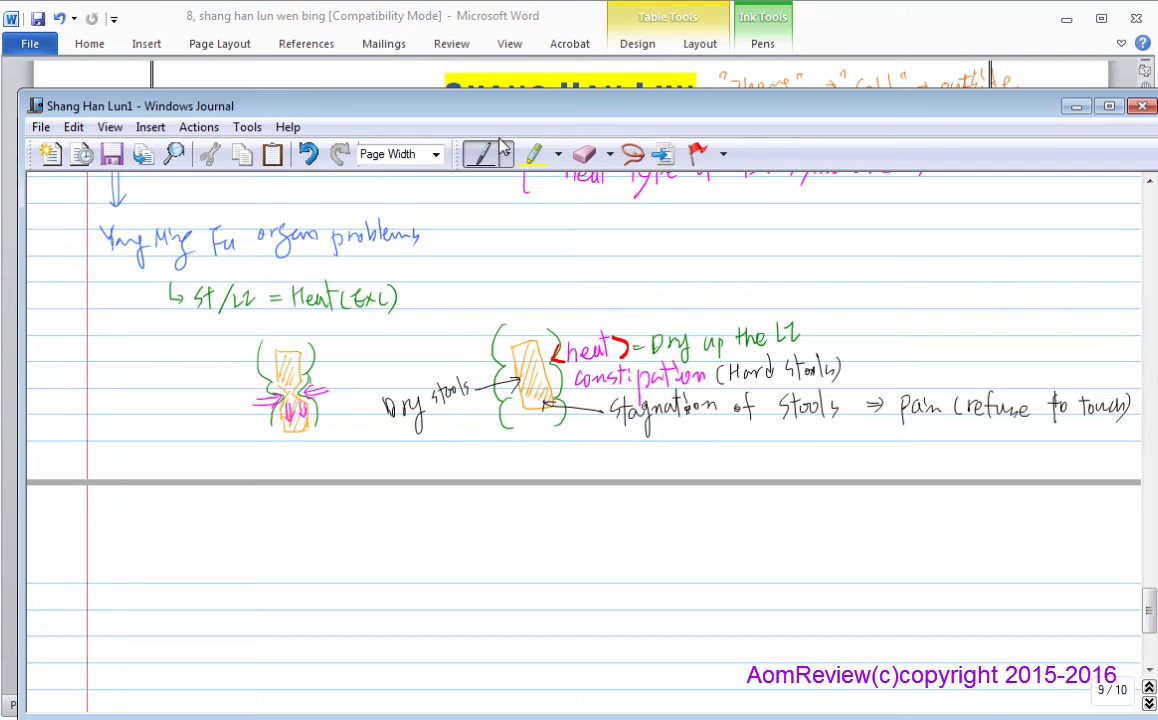 8, shang han lun wen bing [Compatibility Mode] - Microsoft Word
Table Tools
Ink Tools
File Home Insert Page Layout References Mailings Review View Acrobat Design Layout Pens
Shang Han Lun1 - Windows Journal
File Edit View Insert Actions Tools Help
Page Width
Yang Ming Fu organ problems
↳ ST/LI = Heat (EXC)
heat = Dry up the LI
constipation (Hard stools)
Dry stools
stagnation of stools ⇒ pain (refuse to touch)
AomReview(c)copyright 2015-2016
9 / 10